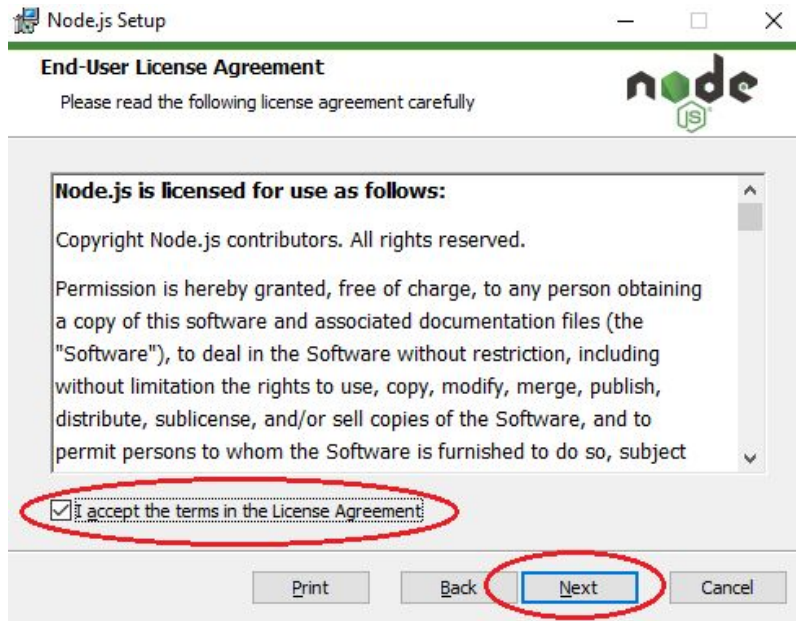 Node.js Setup
End-User License Agreement
Please read the following license agreement carefully
node
JS
Node.js is licensed for use as follows:
Copyright Node.js contributors. All rights reserved.
Permission is hereby granted, free of charge, to any person obtaining
a copy of this software and associated documentation files (the
"Software"), to deal in the Software without restriction, including
without limitation the rights to use, copy, modify, merge, publish,
distribute, sublicense, and/or sell copies of the Software, and to
permit persons to whom the Software is furnished to do so, subject
I accept the terms in the License Agreement
Print Back Next Cancel